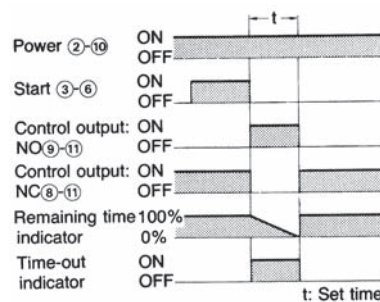 t
Power ②-⑩ ON
OFF
Start ③-⑥ ON
OFF
Control output: ON
NO⑨-⑪ OFF
Control output: ON
NC⑧-⑪ OFF
Remaining time 100%
indicator 0%
Time-out ON
indicator OFF
t: Set time